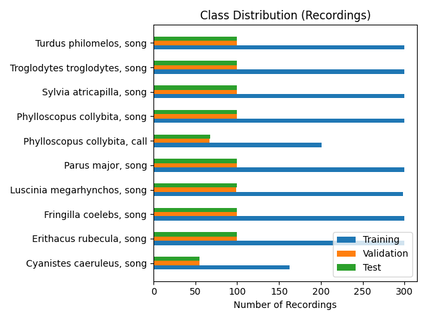 Class Distribution (Recordings)
Turdus philomelos, song
Troglodytes troglodytes, song
Sylvia atricapilla, song
Phylloscopus collybita, song
Phylloscopus collybita, call
Parus major, song
Luscinia megarhynchos, song
Fringilla coelebs, song
Erithacus rubecula, song
Cyanistes caeruleus, song
Training
Validation
Test
0 50 100 150 200 250 300
Number of Recordings